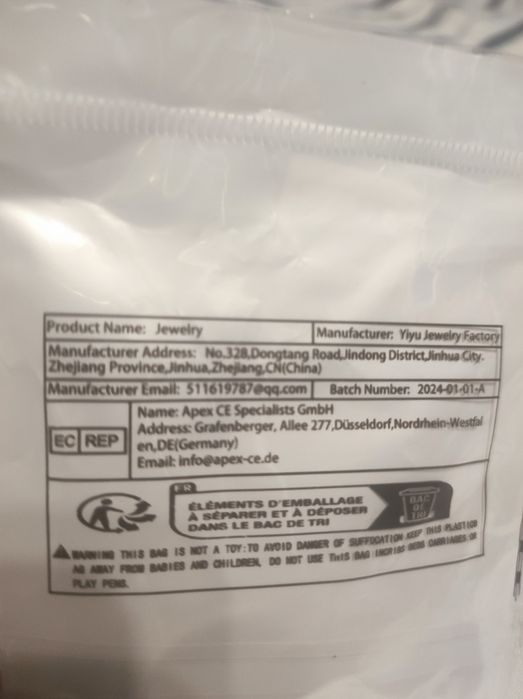 Product Name: Jewelry
Manufacturer: Yiyu Jewelry Factory
Manufacturer Address: No.328,Dongtang Road,Jindong District,Jinhua City.
Zhejiang Province,Jinhua,Zhejiang,CN(China)
Manufacturer Email: 511619787@qq.com
Batch Number: 2024-01-01-A
EC REP
Name: Apex CE Specialists GmbH
Address: Grafenberger, Allee 277,Düsseldorf,Nordrhein-Westfal
en,DE(Germany)
Email: info@apex-ce.de
FR
ÉLÉMENTS D'EMBALLAGE
À SÉPARER ET À DÉPOSER
DANS LE BAC DE TRI
BAC
DE
TRI
WARNING THIS BAG IS NOT A TOY:TO AVOID DANGER OF SUFFOCATION KEEP THIS PLASTIC
AWAY FROM BABIES AND CHILDREN, DO NOT USE THIS BAG CARRIAGES OR
PLAY PENS.